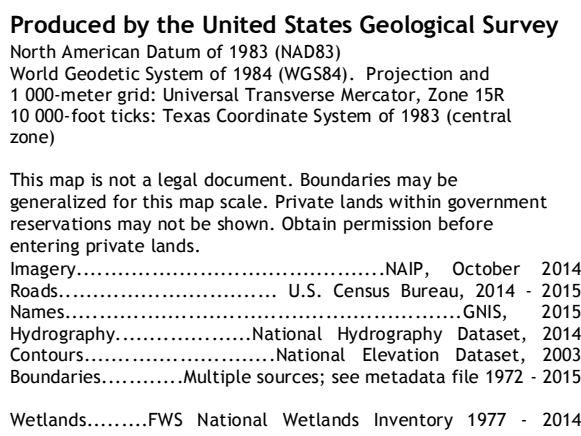 Produced by the United States Geological Survey
North American Datum of 1983 (NAD83)
World Geodetic System of 1984 (WGS84). Projection and
1 000-meter grid: Universal Transverse Mercator, Zone 15R
10 000-foot ticks: Texas Coordinate System of 1983 (central
zone)
This map is not a legal document. Boundaries may be
generalized for this map scale. Private lands within government
reservations may not be shown. Obtain permission before
entering private lands.
Imagery..........................................NAIP, October 2014
Roads.............................. U.S. Census Bureau, 2014 - 2015
Names......................................................GNIS, 2015
Hydrography..................National Hydrography Dataset, 2014
Contours..........................National Elevation Dataset, 2003
Boundaries............Multiple sources; see metadata file 1972 - 2015
Wetlands.........FWS National Wetlands Inventory 1977 - 2014